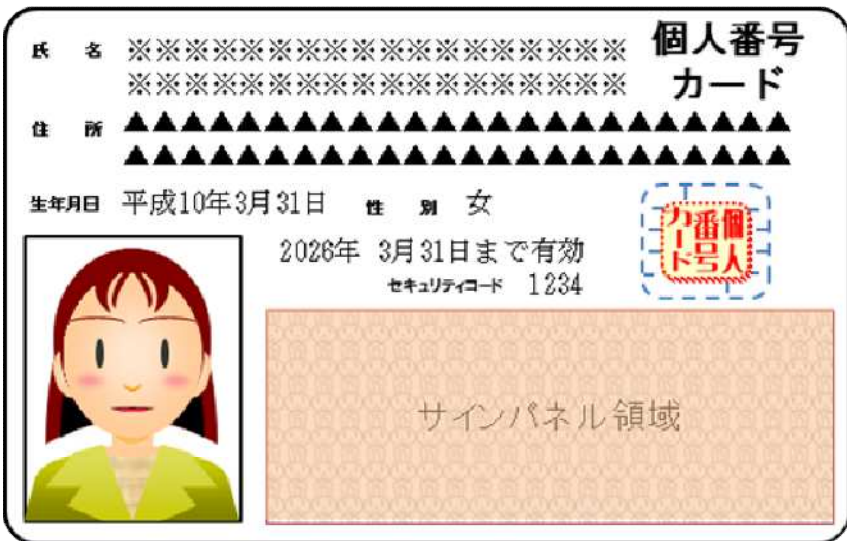 氏 名 ※※※※※※※※※※※※※※※※※※ 個人番号
※※※※※※※※※※※※※※※※※※ カード
住 所 ▲▲▲▲▲▲▲▲▲▲▲▲▲▲▲▲▲▲▲▲▲▲▲▲
▲▲▲▲▲▲▲▲▲▲▲▲▲▲▲▲▲▲▲▲▲▲▲▲
生年月日 平成10年3月31日 性 別 女
2026年 3月31日まで有効
セキュリティコード 1234
個人
番号
カード
サインパネル領域